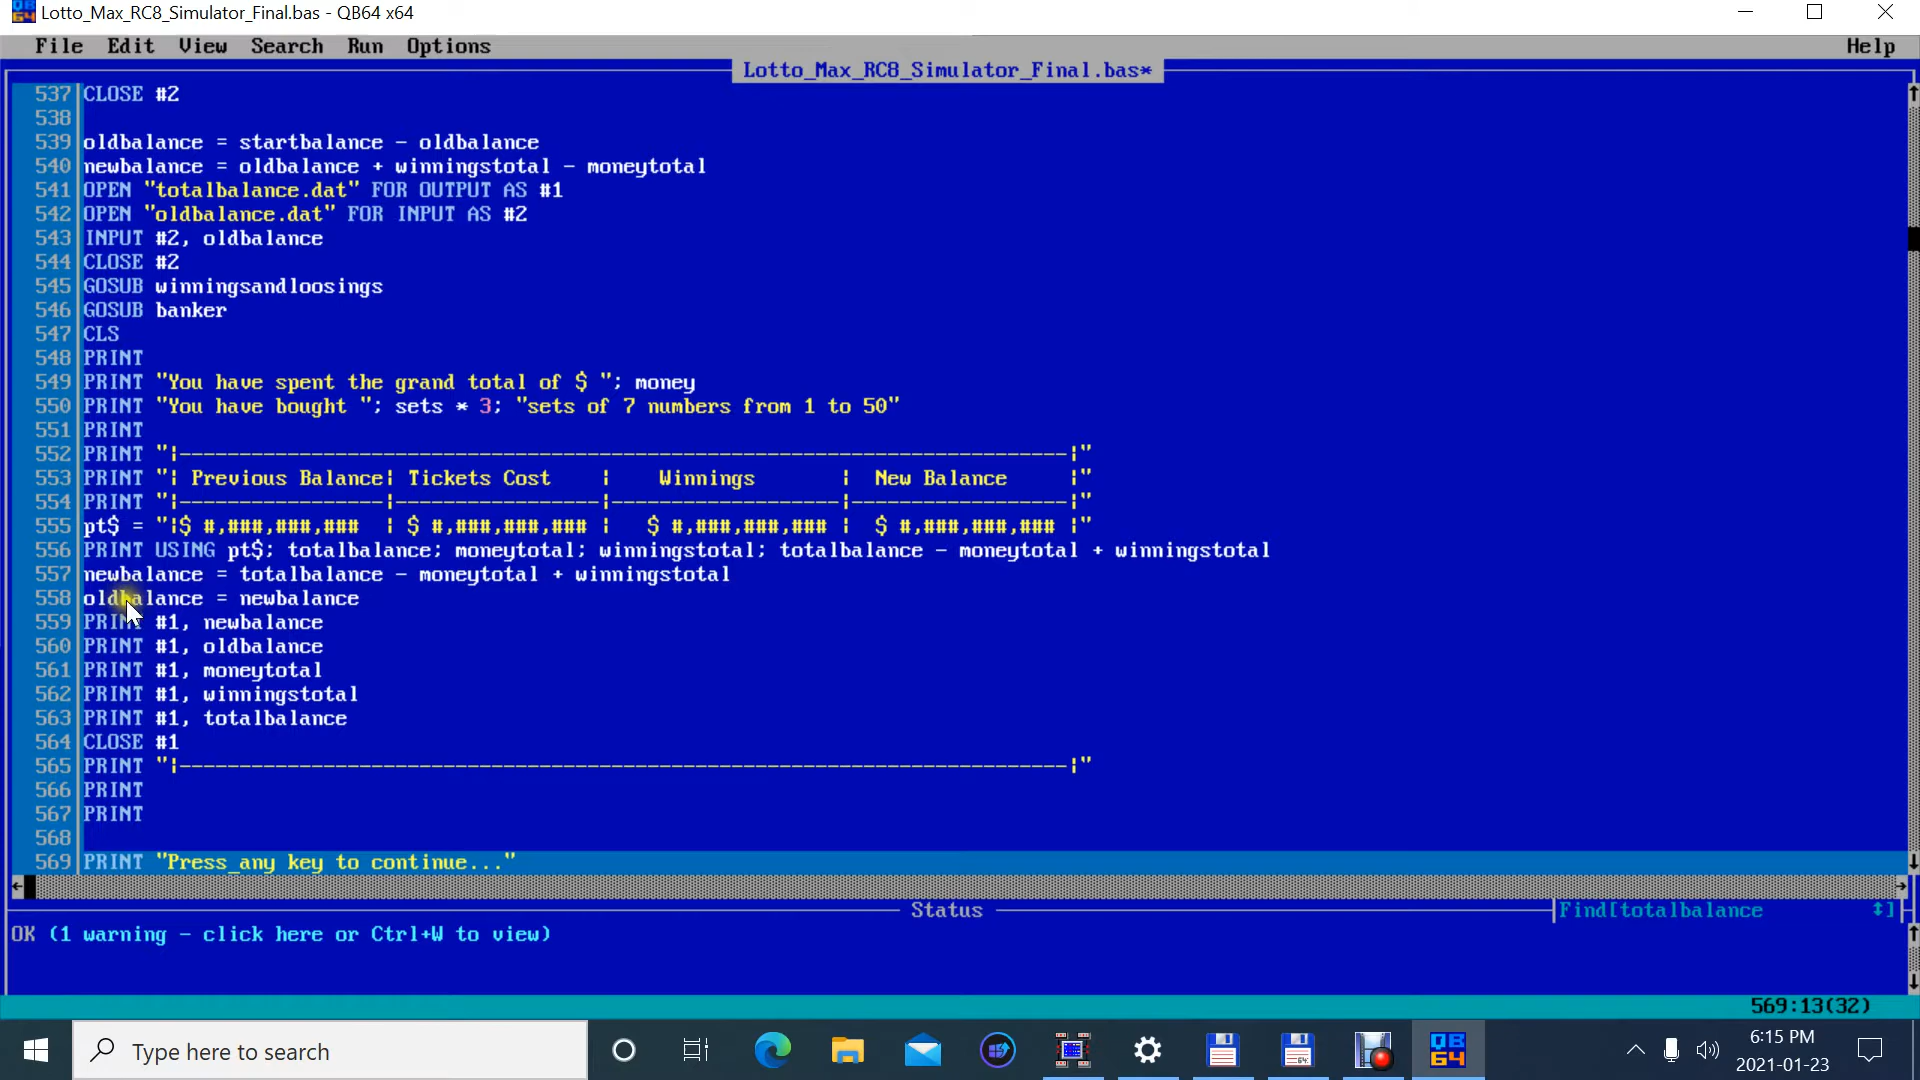 Lotto_Max_RC8_Simulator_Final.bas - QB64 x64
File Edit View Search Run Options Help
Lotto_Max_RC8_Simulator_Final.bas*
537 CLOSE #2
538
539 oldbalance = startbalance - oldbalance
540 newbalance = oldbalance + winningstotal - moneytotal
541 OPEN "totalbalance.dat" FOR OUTPUT AS #1
542 OPEN "oldbalance.dat" FOR INPUT AS #2
543 INPUT #2, oldbalance
544 CLOSE #2
545 GOSUB winningsandloosings
546 GOSUB banker
547 CLS
548 PRINT
549 PRINT "You have spent the grand total of $ "; money
550 PRINT "You have bought "; sets * 3; "sets of 7 numbers from 1 to 50"
551 PRINT
552 PRINT "¦--------------------------------------------------------------------------¦"
553 PRINT "¦ Previous Balance¦ Tickets Cost    ¦    Winnings       ¦  New Balance     ¦"
554 PRINT "¦-----------------¦-----------------¦-------------------¦------------------¦"
555 pt$ = "¦$ #,###,###,###  ¦ $ #,###,###,### ¦   $ #,###,###,### ¦  $ #,###,###,### ¦"
556 PRINT USING pt$; totalbalance; moneytotal; winningstotal; totalbalance - moneytotal + winningstotal
557 newbalance = totalbalance - moneytotal + winningstotal
558 oldbalance = newbalance
559 PRINT #1, newbalance
560 PRINT #1, oldbalance
561 PRINT #1, moneytotal
562 PRINT #1, winningstotal
563 PRINT #1, totalbalance
564 CLOSE #1
565 PRINT "¦--------------------------------------------------------------------------¦"
566 PRINT
567 PRINT
568
569 PRINT "Press any key to continue..."
Status
Find[totalbalance ]
OK (1 warning - click here or Ctrl+W to view)
569:13(32)
Type here to search
QB64
6:15 PM
2021-01-23